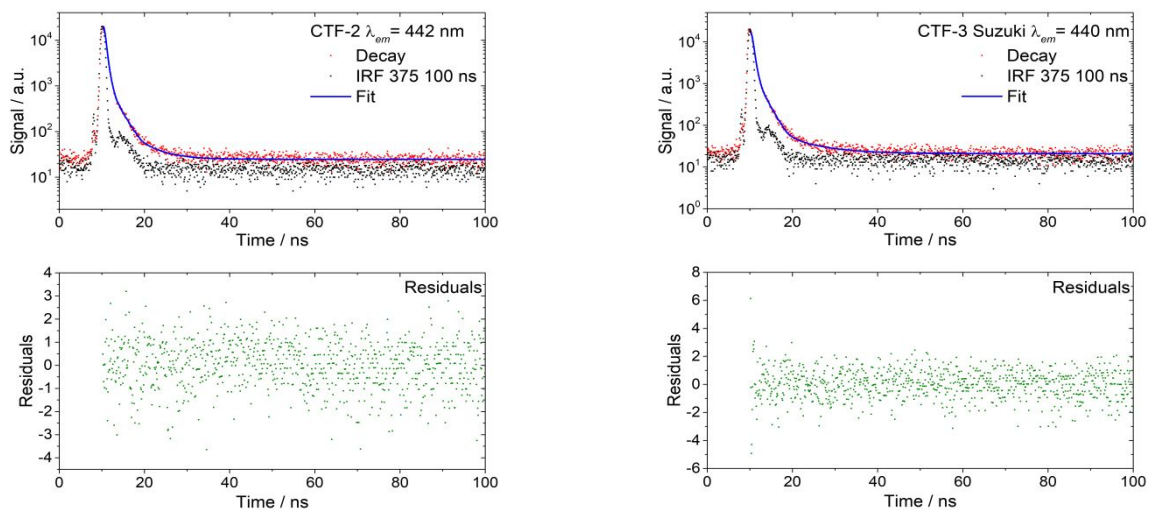 CTF-2 λem = 442 nm
Decay
IRF 375 100 ns
Fit
Signal / a.u.
10⁴
10³
10²
10¹
0 20 40 60 80 100
Time / ns
CTF-3 Suzuki λem = 440 nm
Decay
IRF 375 100 ns
Fit
Signal / a.u.
10⁴
10³
10²
10¹
10⁰
0 20 40 60 80 100
Time / ns
Residuals
Residuals
4
3
2
1
0
-1
-2
-3
-4
0 20 40 60 80 100
Time / ns
Residuals
Residuals
8
6
4
2
0
-2
-4
-6
0 20 40 60 80 100
Time / ns